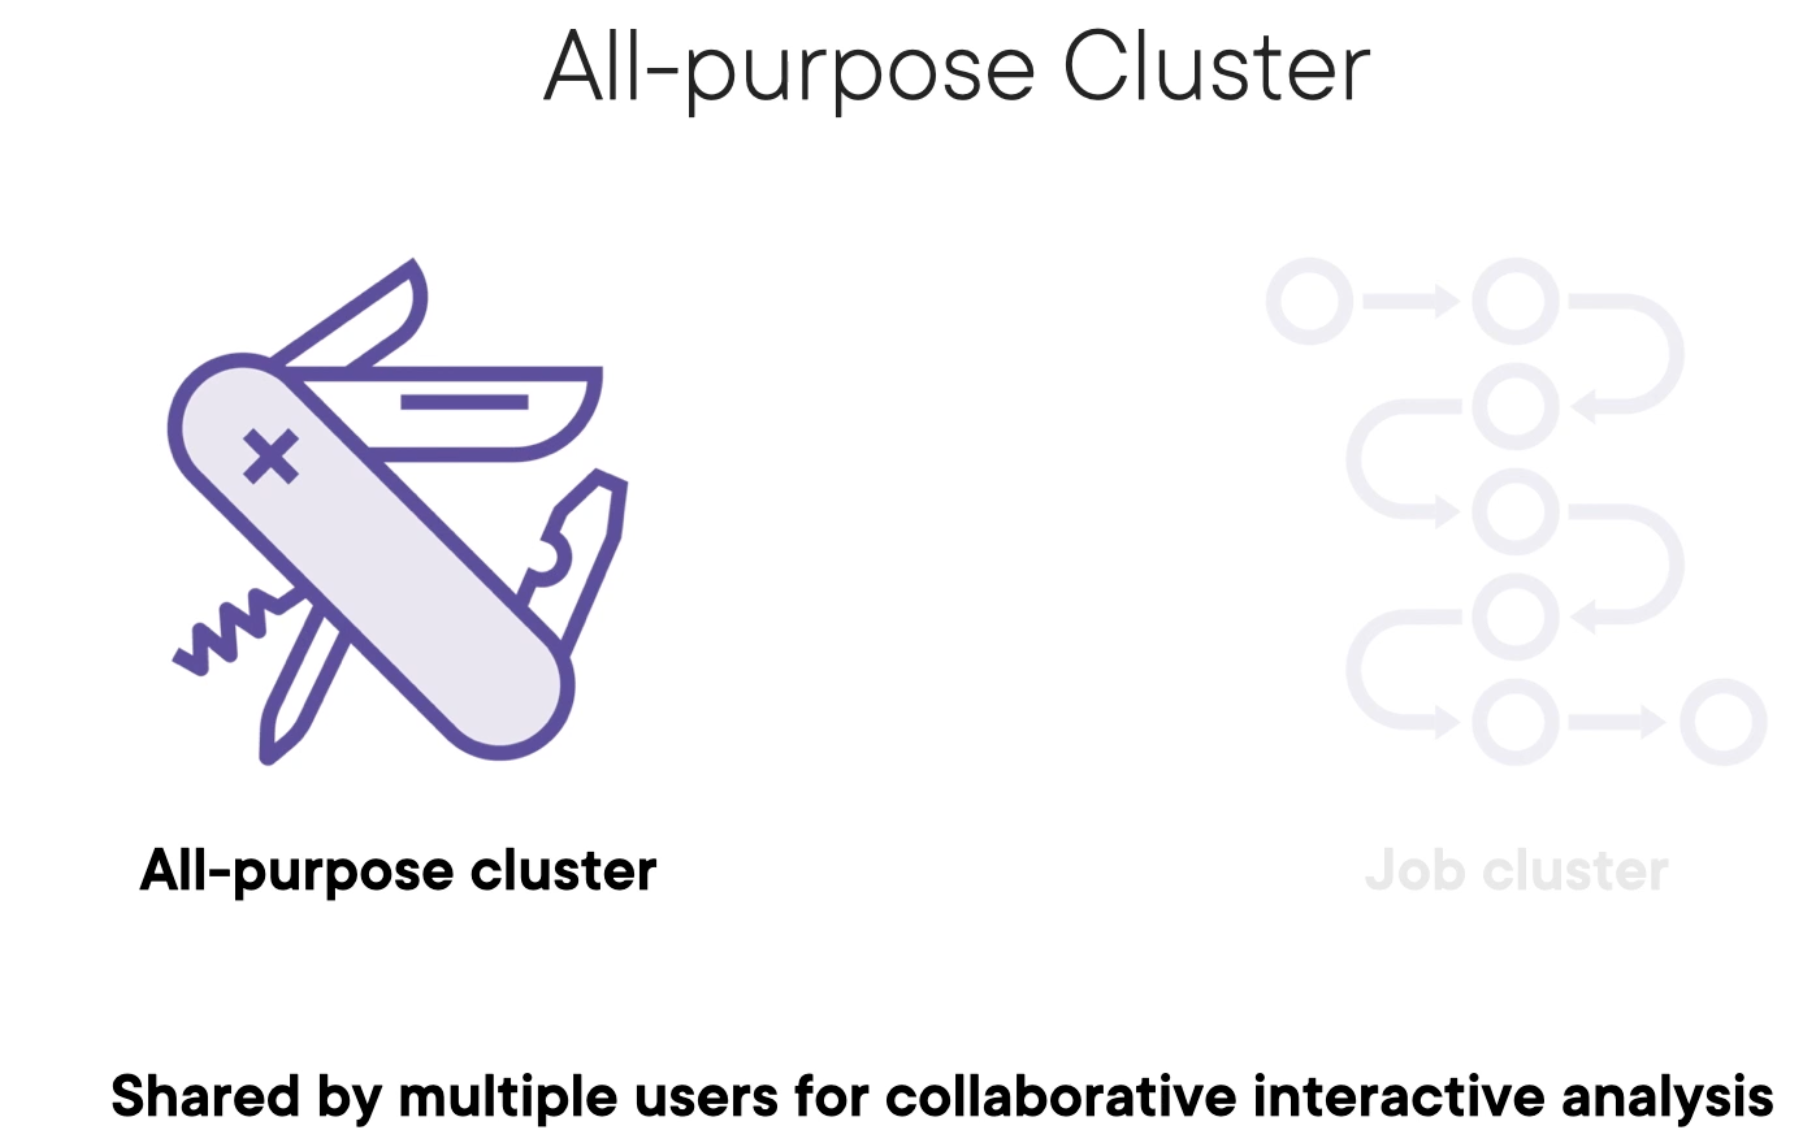 All-purpose Cluster
All-purpose cluster
Job cluster
Shared by multiple users for collaborative interactive analysis